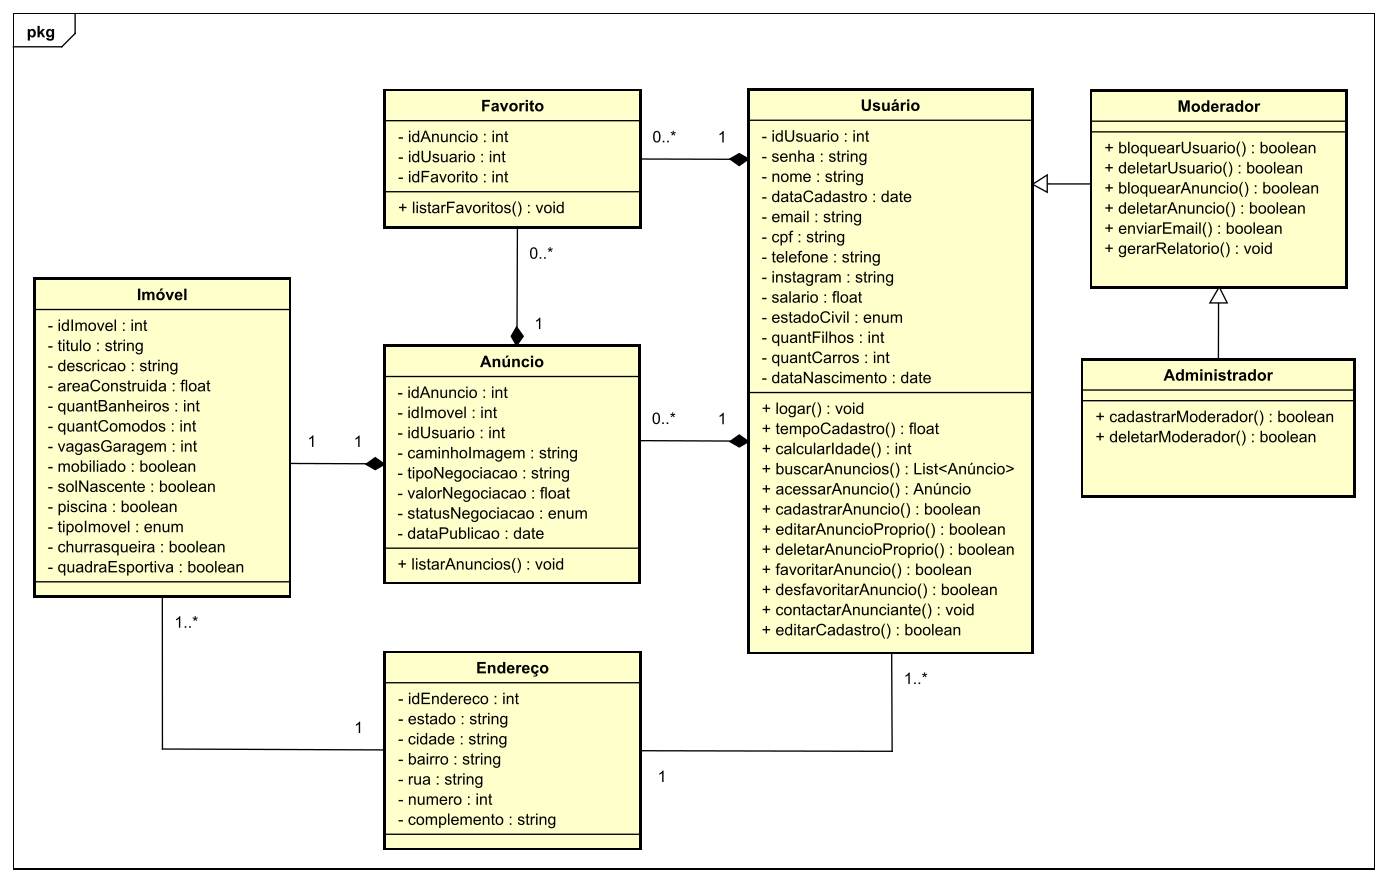 pkg
Favorito
- idAnuncio : int
- idUsuario : int
- idFavorito : int
+ listarFavoritos() : void
0..*
1
Usuário
- idUsuario : int
- senha : string
- nome : string
- dataCadastro : date
- email : string
- cpf : string
- telefone : string
- instagram : string
- salario : float
- estadoCivil : enum
- quantFilhos : int
- quantCarros : int
- dataNascimento : date
+ logar() : void
+ tempoCadastro() : float
+ calcularIdade() : int
+ buscarAnuncios() : List<Anúncio>
+ acessarAnuncio() : Anúncio
+ cadastrarAnuncio() : boolean
+ editarAnuncioProprio() : boolean
+ deletarAnuncioProprio() : boolean
+ favoritarAnuncio() : boolean
+ desfavoritarAnuncio() : boolean
+ contactarAnunciante() : void
+ editarCadastro() : boolean
Moderador
+ bloquearUsuario() : boolean
+ deletarUsuario() : boolean
+ bloquearAnuncio() : boolean
+ deletarAnuncio() : boolean
+ enviarEmail() : boolean
+ gerarRelatorio() : void
Administrador
+ cadastrarModerador() : boolean
+ deletarModerador() : boolean
0..*
1
Imóvel
- idImovel : int
- titulo : string
- descricao : string
- areaConstruida : float
- quantBanheiros : int
- quantComodos : int
- vagasGaragem : int
- mobiliado : boolean
- solNascente : boolean
- piscina : boolean
- tipoImovel : enum
- churrasqueira : boolean
- quadraEsportiva : boolean
1
1
Anúncio
- idAnuncio : int
- idImovel : int
- idUsuario : int
- caminhoImagem : string
- tipoNegociacao : string
- valorNegociacao : float
- statusNegociacao : enum
- dataPublicao : date
+ listarAnuncios() : void
0..*
1
1..*
1
Endereço
- idEndereco : int
- estado : string
- cidade : string
- bairro : string
- rua : string
- numero : int
- complemento : string
1..*
1